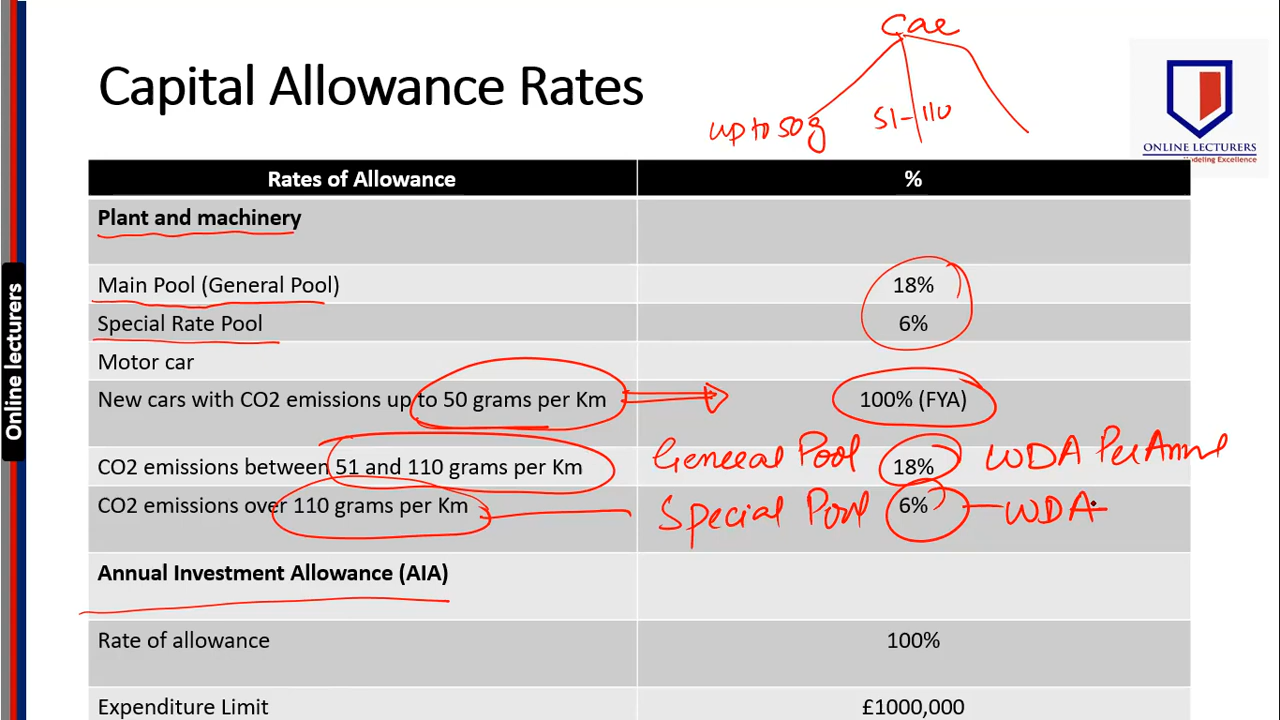 Cae
Capital Allowance Rates
up to 50g 51-110
ONLINE LECTURERS
Modeling Excellence
Rates of Allowance %
Plant and machinery
Main Pool (General Pool) 18%
Special Rate Pool 6%
Motor car
New cars with CO2 emissions up to 50 grams per Km 100% (FYA)
CO2 emissions between 51 and 110 grams per Km General Pool 18% WDA Per Annu
CO2 emissions over 110 grams per Km Special Pool 6% WDA
Annual Investment Allowance (AIA)
Rate of allowance 100%
Expenditure Limit £1000,000
Online lecturers